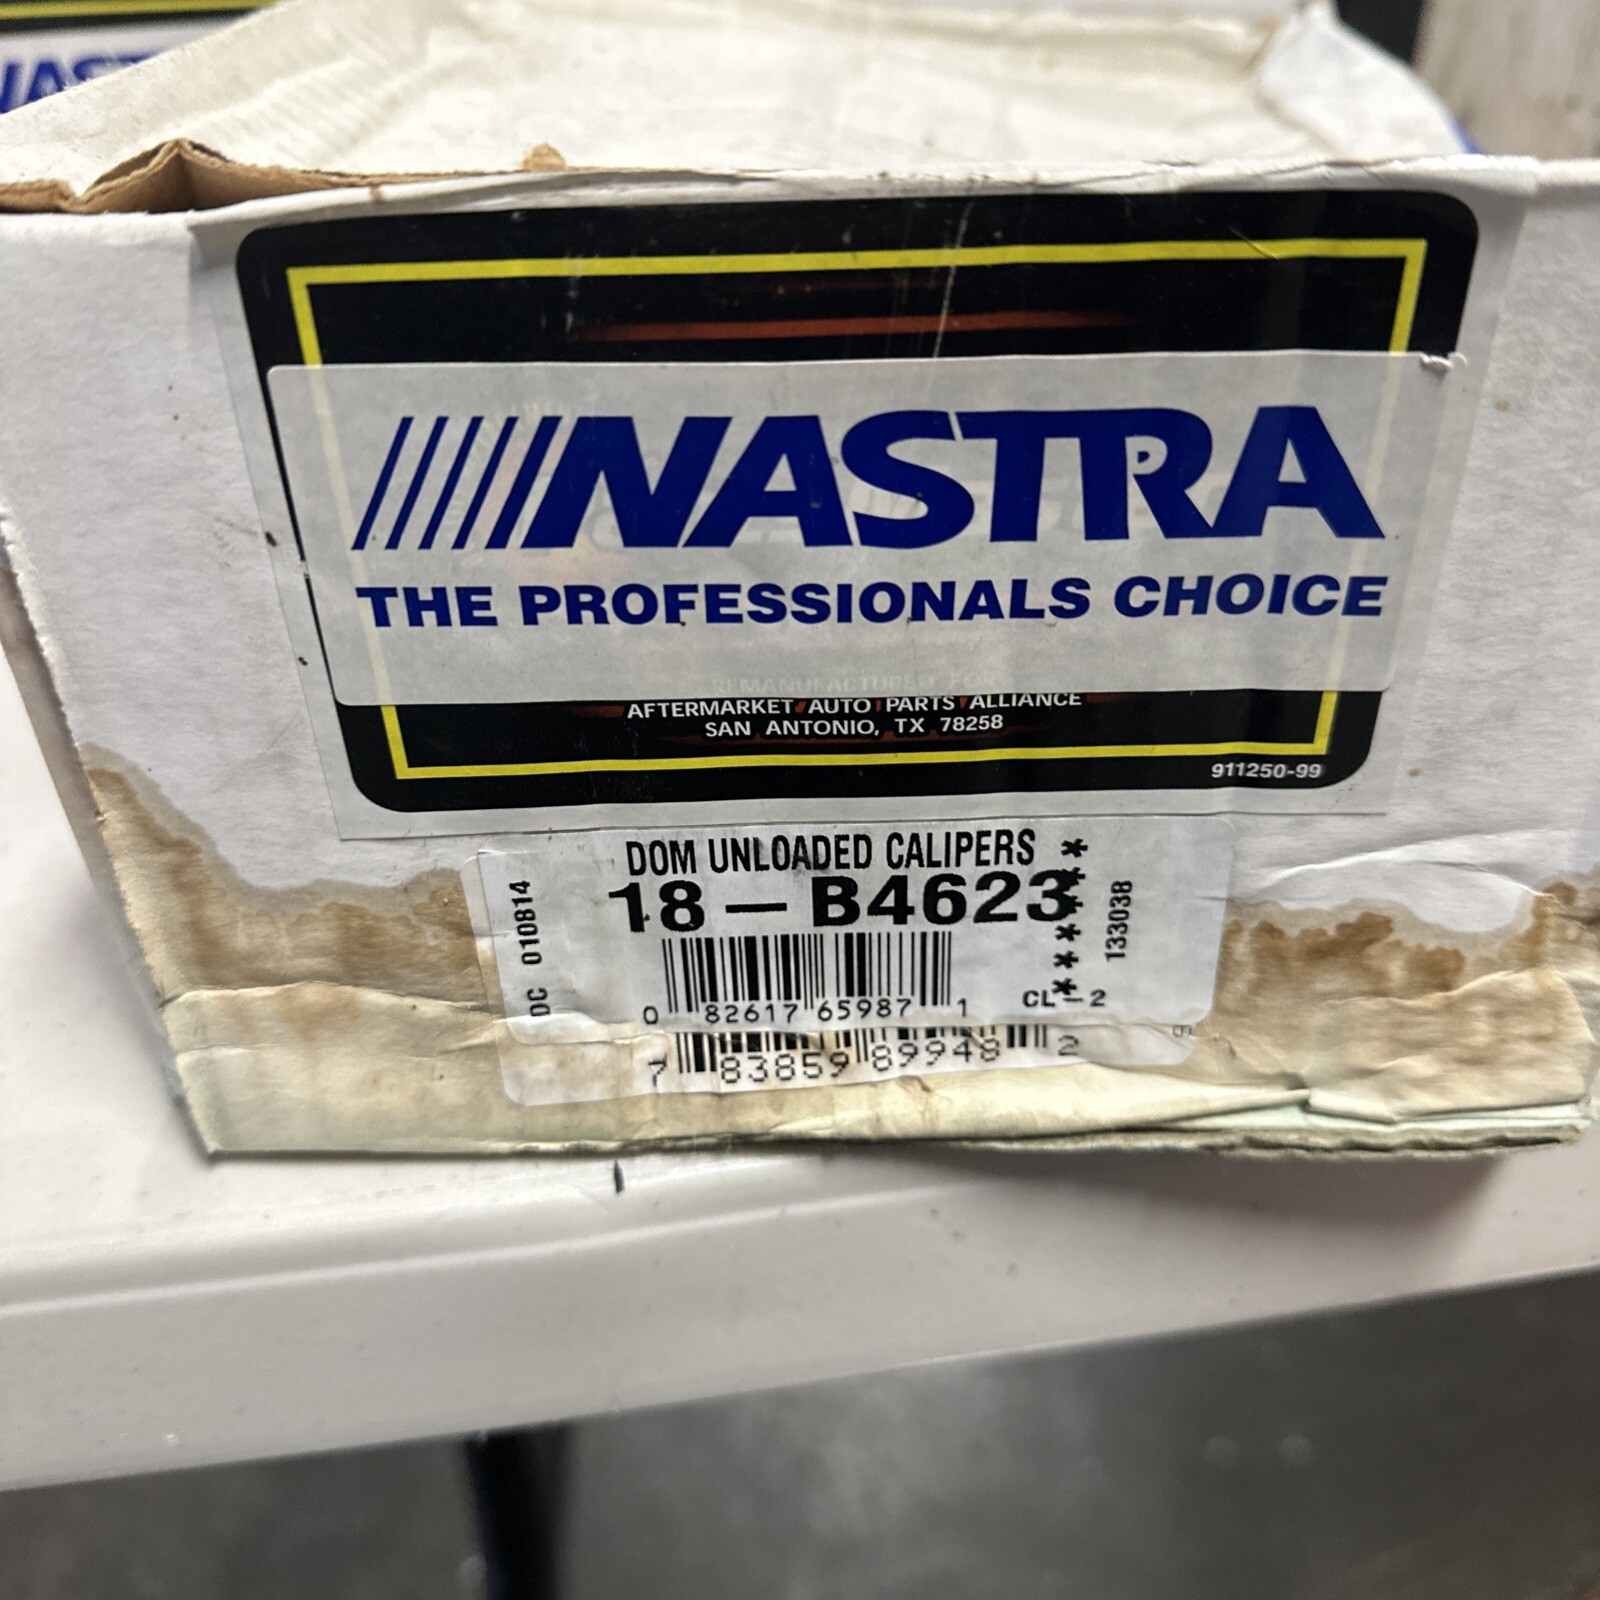 NAST
NASTRA
THE PROFESSIONALS CHOICE
REMANUFACTURED FOR
AFTERMARKET AUTO PARTS ALLIANCE
SAN ANTONIO, TX 78258
911250-99
DOM UNLOADED CALIPERS
18-B4623
DC 010814
******
133038
0 82617 65987 1
CL-2
7 83859 89948 2